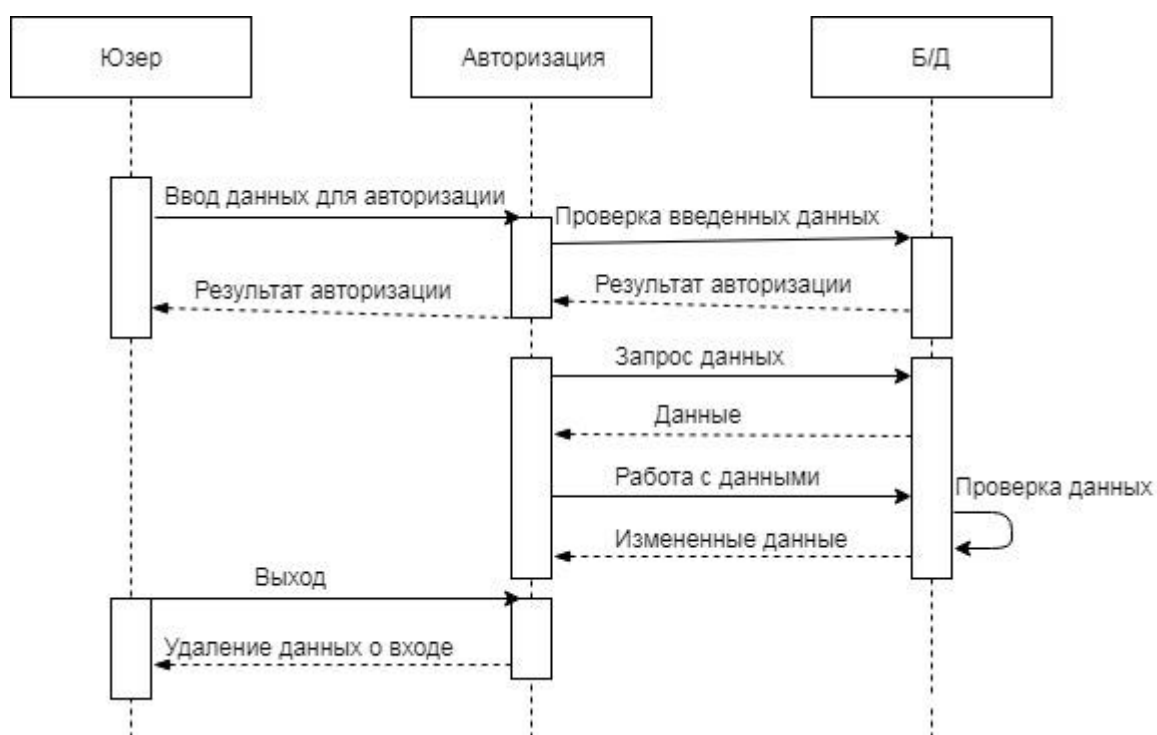 Юзер
Авторизация
Б/Д
Ввод данных для авторизации
Проверка введенных данных
Результат авторизации
Результат авторизации
Запрос данных
Данные
Работа с данными
Проверка данных
Измененные данные
Выход
Удаление данных о входе